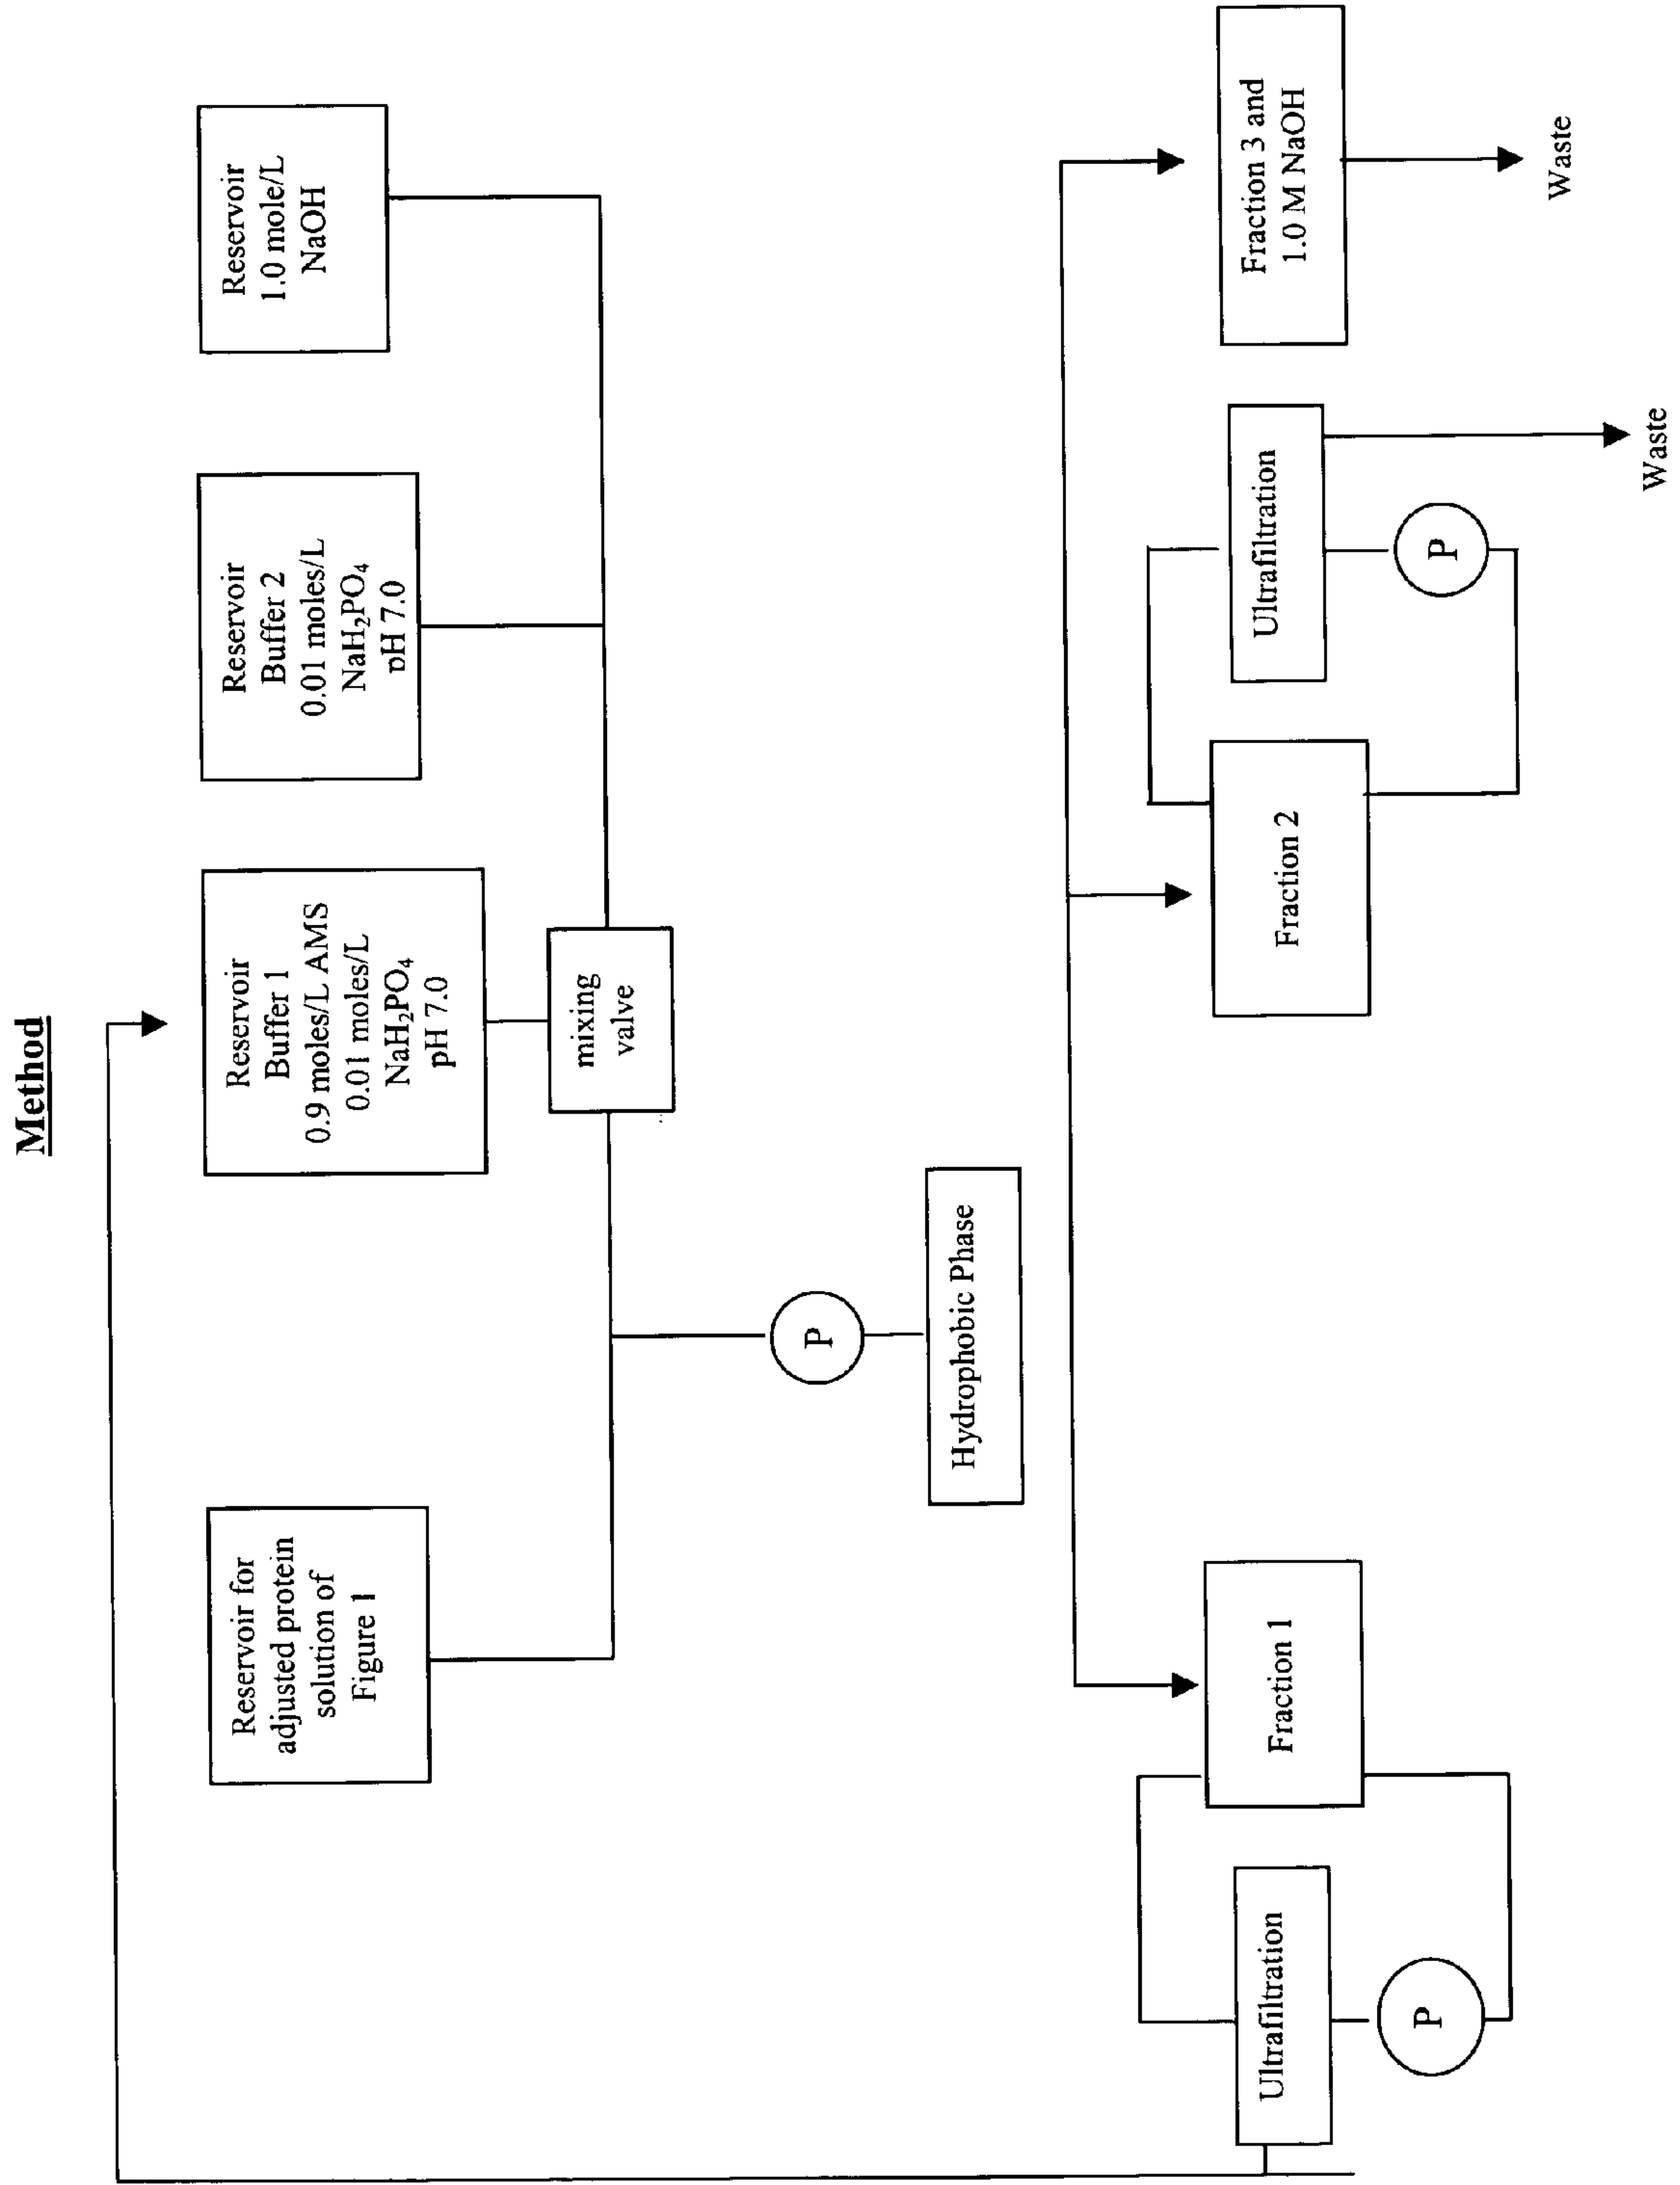 Method
Reservoir for
adjusted protein
solution of
Figure 1
Reservoir
Buffer 1
0.9 moles/L AMS
0.01 moles/L
NaH₂PO₄
pH 7.0
Reservoir
Buffer 2
0.01 moles/L
NaH₂PO₄
pH 7.0
Reservoir
1.0 mole/L
NaOH
mixing
valve
P
Hydrophobic Phase
Ultrafiltration
P
Fraction 1
Fraction 2
Ultrafiltration
P
Waste
Fraction 3 and
1.0 M NaOH
Waste